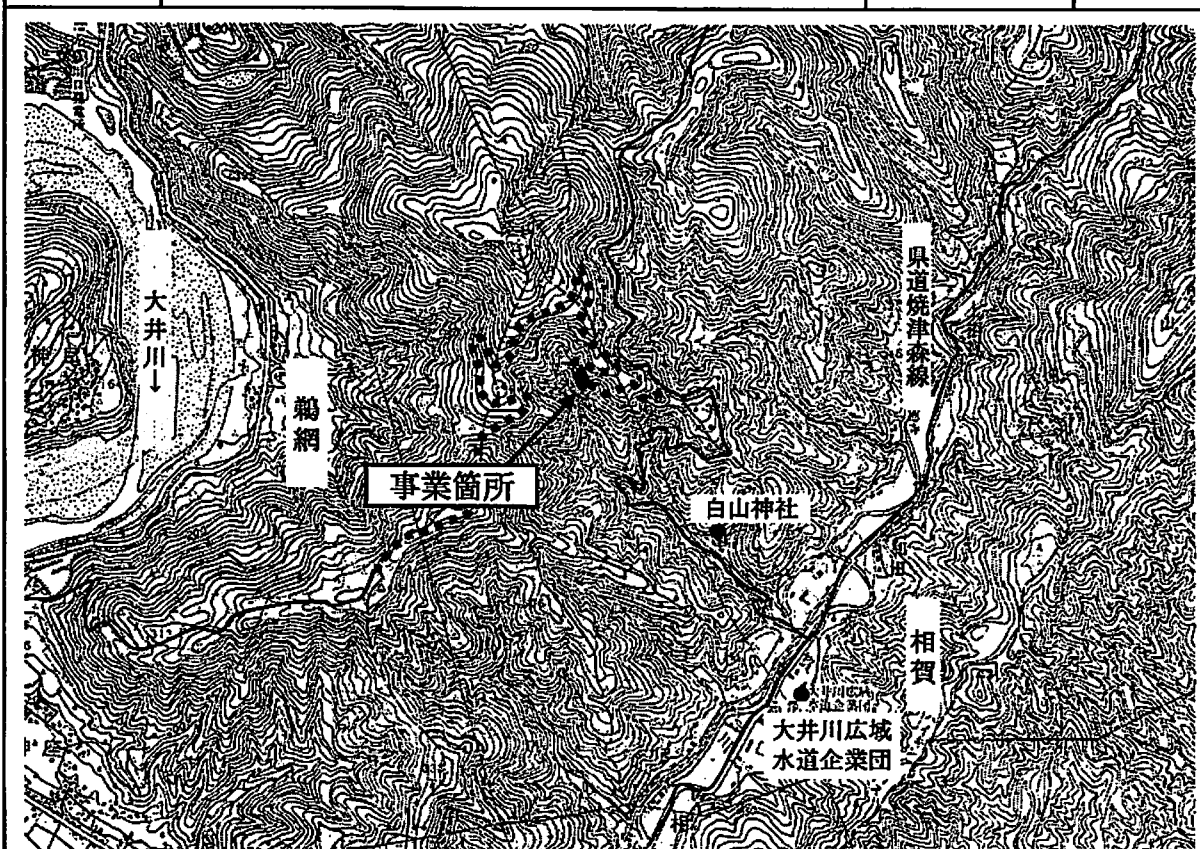 大井川→
鵜網
事業箇所
県道焼津森線
白山神社
相賀
大井川広域
水道企業団